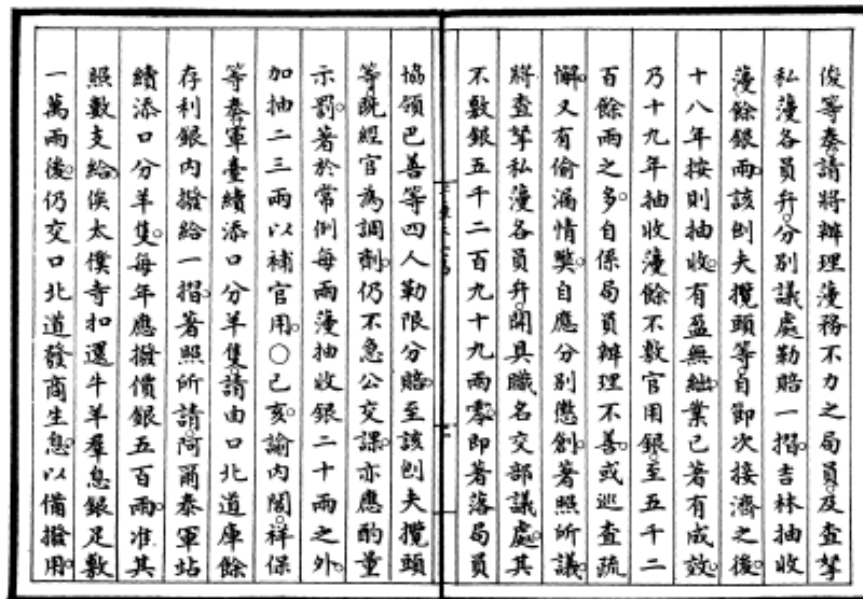 俊等奏請將辦理薓務不力之局員及查拏
私薓各員弁分別議處勒賠一摺吉林抽收
薓餘銀兩該刨夫攬頭等自節次接濟之後
十八年按則抽收有盈無絀業已著有成效
乃十九年抽收薓餘不敷官用銀至五千二
百餘兩之多自係局員辦理不善或巡查疏
懈又有偷漏情獘自應分別懲創著照所議
將查拏私薓各員弁開具職名交部議處其
不敷銀五千二百九十九兩零即著落局員
協領巴善等四人勒限分賠至該刨夫攬頭
等既經官為調劑仍不急公交課亦應酌量
示罰著於常例每兩薓抽收銀二十兩之外
加抽二三兩以補官用○己亥諭內閣祥保
等奏軍臺續添口分羊隻請由口北道庫餘
存利銀內撥給一摺著照所請阿爾泰軍站
續添口分羊隻每年應撥價銀五百兩准其
照數支給俟太僕寺扣還牛羊羣息銀足敷
一萬兩後仍交口北道發商生息以備撥用